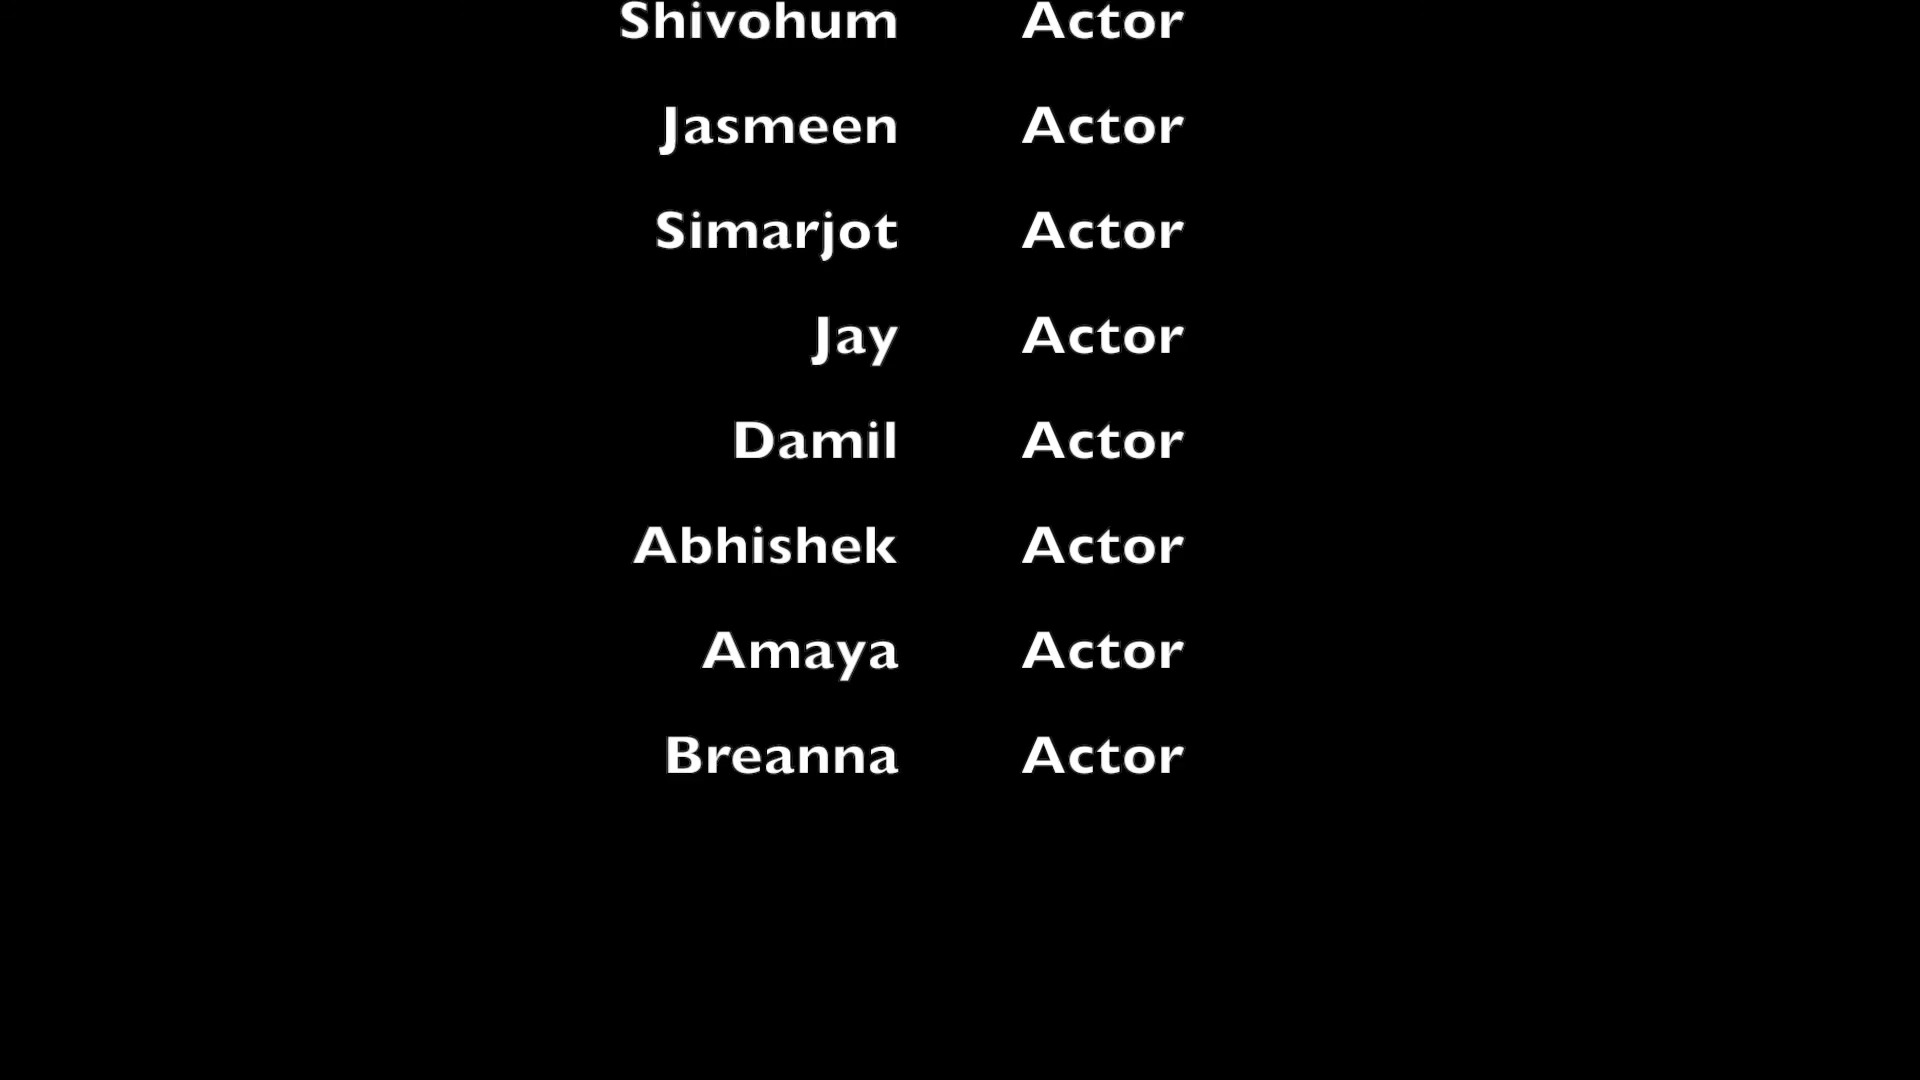 Shivohum Actor
Jasmeen Actor
Simarjot Actor
Jay Actor
Damil Actor
Abhishek Actor
Amaya Actor
Breanna Actor